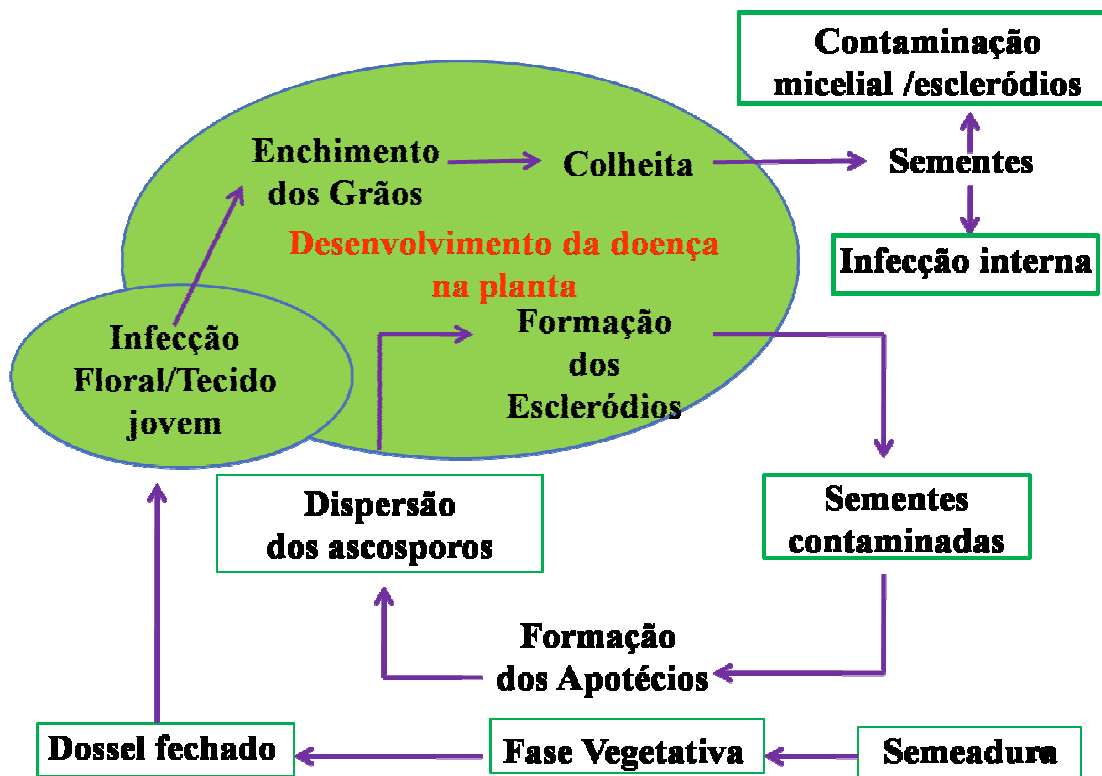 Contaminação
micelial /escleródios
Enchimento
dos Grãos
Colheita
Sementes
Desenvolvimento da doença
na planta
Infecção interna
Infecção
Floral/Tecido
jovem
Formação
dos
Escleródios
Dispersão
dos ascosporos
Sementes
contaminadas
Formação
dos Apotécios
Dossel fechado
Fase Vegetativa
Semeadura